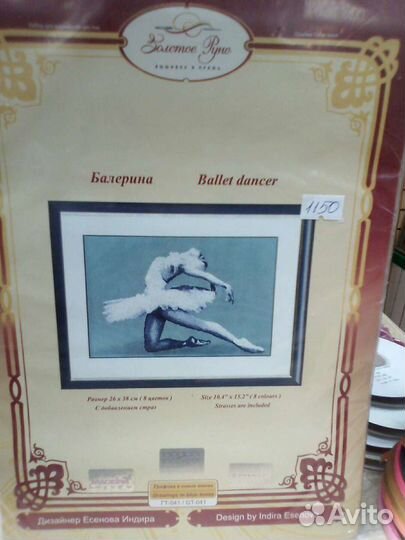 Золотое Руно
Балерина
Ballet dancer
1150
Размер 26 x 38 см ( 8 цветов )
С добавлением страз
Size 10.4" x 15.2" ( 8 colours )
Strasses are included
ГТ-041 / GT-041
Дизайнер Есенова Индира
Design by Indira
Avito